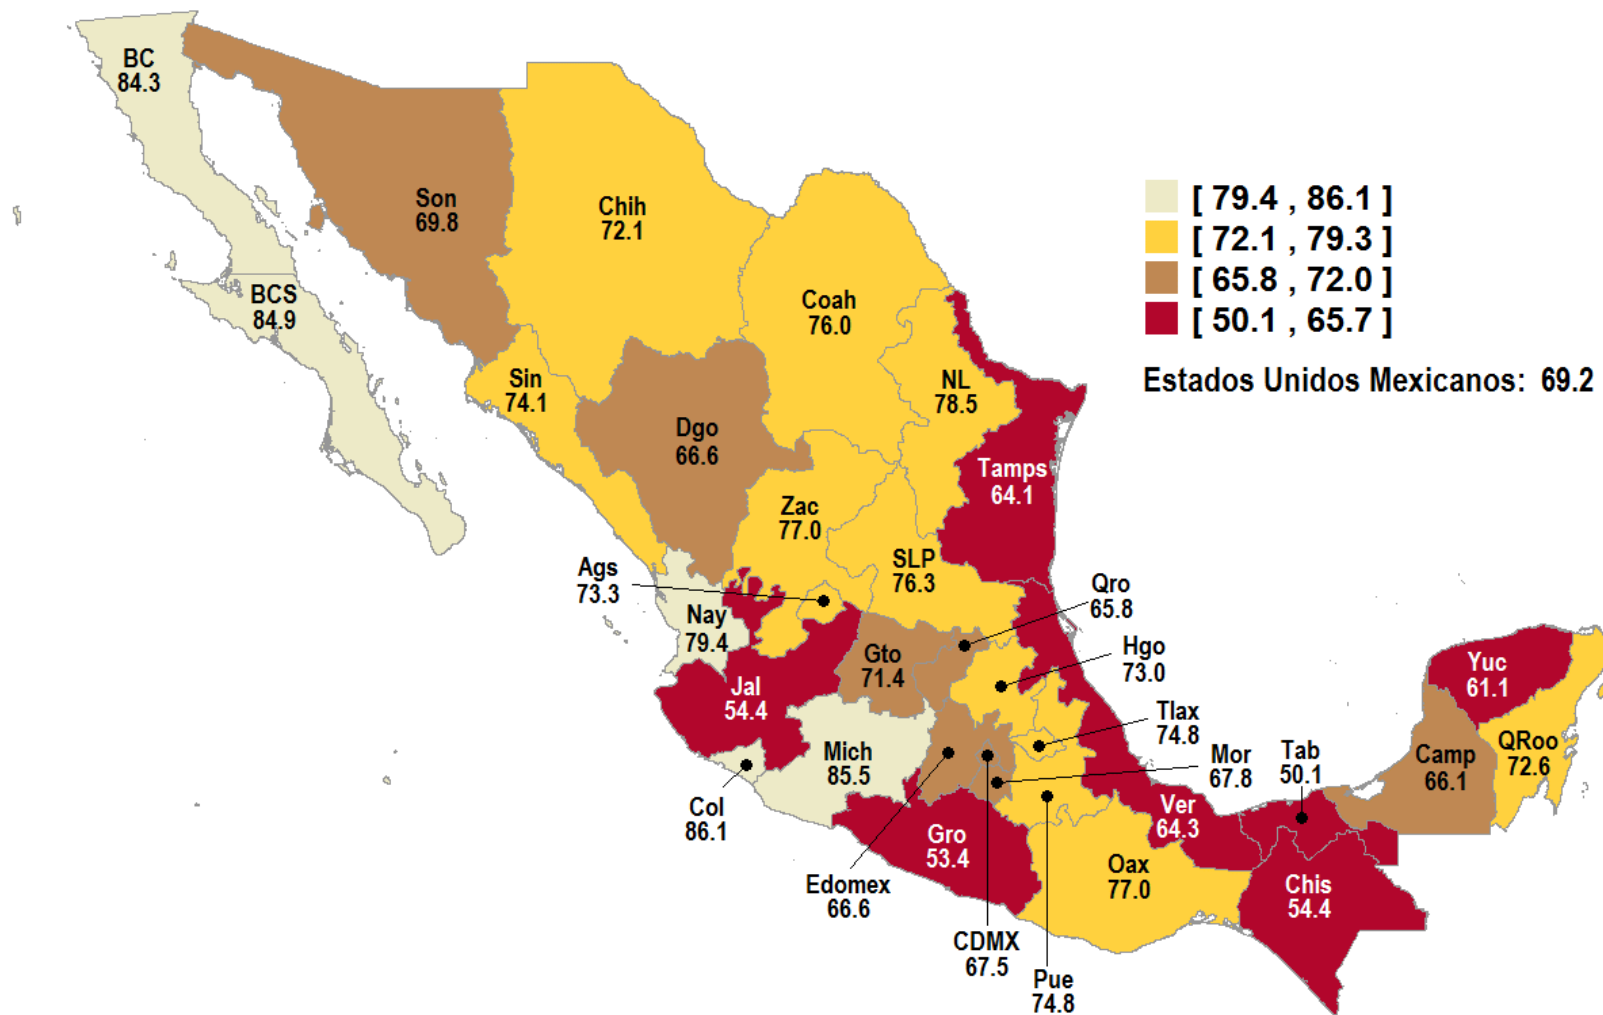 BC
84.3
Son
69.8
Chih
72.1
[ 79.4 , 86.1 ]
[ 72.1 , 79.3 ]
[ 65.8 , 72.0 ]
[ 50.1 , 65.7 ]
Estados Unidos Mexicanos: 69.2
BCS
84.9
Coah
76.0
Sin
74.1
NL
78.5
Dgo
66.6
Tamps
64.1
Zac
77.0
SLP
76.3
Ags
73.3
Qro
65.8
Nay
79.4
Gto
71.4
Hgo
73.0
Yuc
61.1
Jal
54.4
Tlax
74.8
Mich
85.5
Mor
67.8
Tab
50.1
Camp
66.1
QRoo
72.6
Col
86.1
Ver
64.3
Gro
53.4
Oax
77.0
Edomex
66.6
Chis
54.4
CDMX
67.5
Pue
74.8